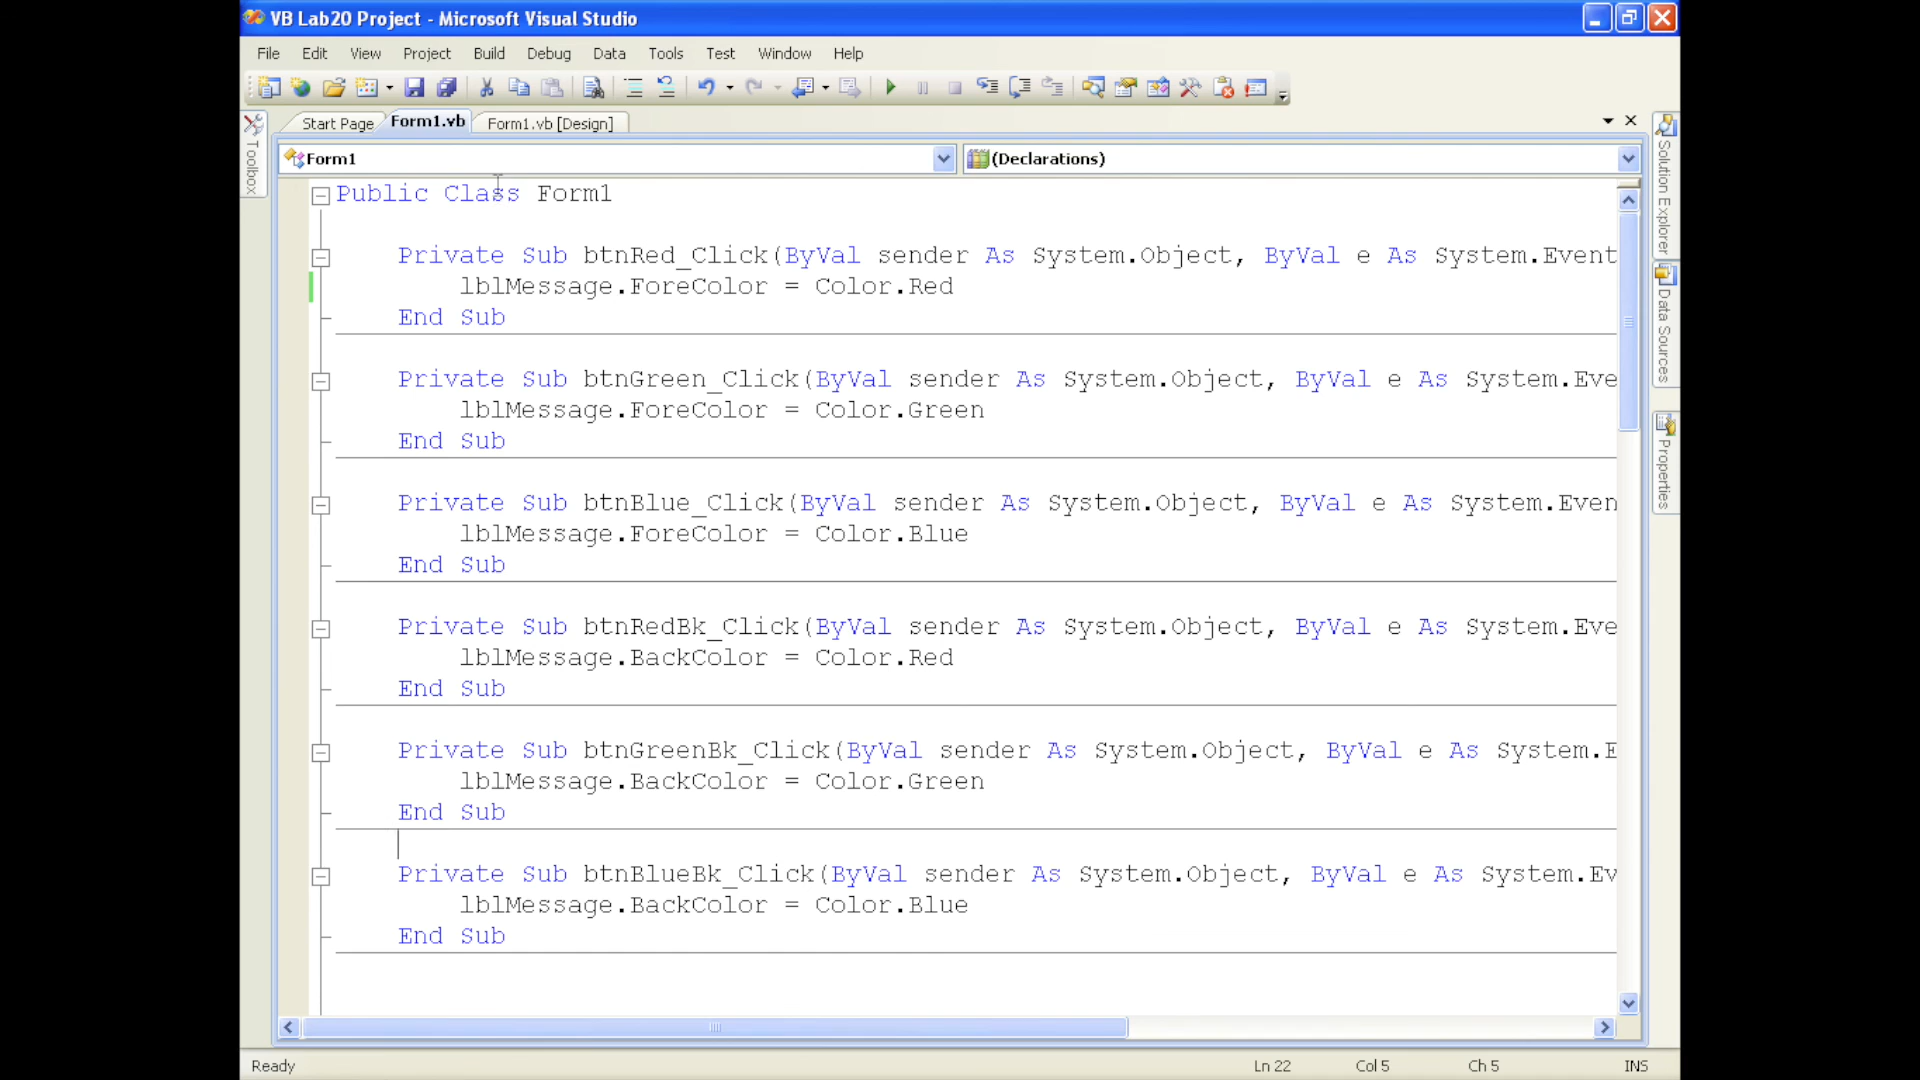 VB Lab20 Project - Microsoft Visual Studio
File Edit View Project Build Debug Data Tools Test Window Help
Start Page Form1.vb Form1.vb [Design]
Toolbox
Form1 (Declarations)
Public Class Form1
Private Sub btnRed_Click(ByVal sender As System.Object, ByVal e As System.Event
lblMessage.ForeColor = Color.Red
End Sub
Private Sub btnGreen_Click(ByVal sender As System.Object, ByVal e As System.Eve
lblMessage.ForeColor = Color.Green
End Sub
Private Sub btnBlue_Click(ByVal sender As System.Object, ByVal e As System.Even
lblMessage.ForeColor = Color.Blue
End Sub
Private Sub btnRedBk_Click(ByVal sender As System.Object, ByVal e As System.Eve
lblMessage.BackColor = Color.Red
End Sub
Private Sub btnGreenBk_Click(ByVal sender As System.Object, ByVal e As System.E
lblMessage.BackColor = Color.Green
End Sub
Private Sub btnBlueBk_Click(ByVal sender As System.Object, ByVal e As System.Ev
lblMessage.BackColor = Color.Blue
End Sub
Solution Explorer
Data Sources
Properties
Ready Ln 22 Col 5 Ch 5 INS